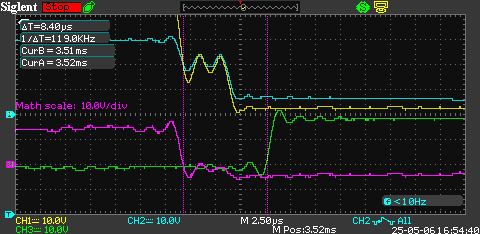 Siglent Stop
ΔT=8.40µs
1/ΔT=119.0KHz
CurB=3.51ms
CurA=3.52ms
Math scale: 10.0V/div
<10Hz
CH1 10.0V CH2 10.0V M 2.50µs CH2 All
CH3 10.0V M Pos:3.52ms 25-05-06 16:54:40